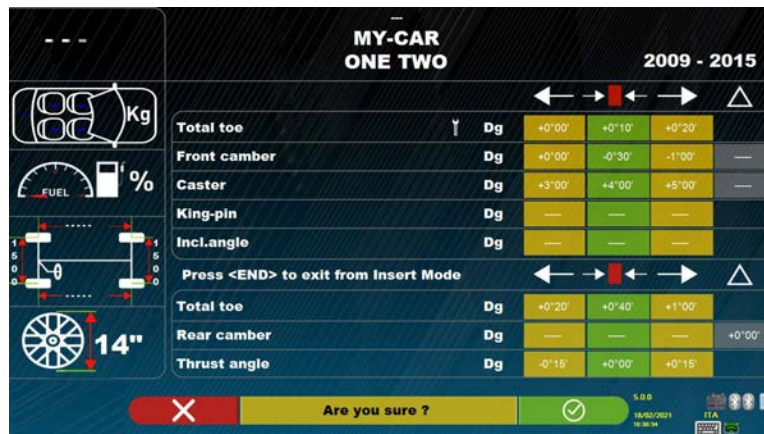 ---
---
MY-CAR
ONE TWO
2009 - 2015
Kg
Total toe Dg +0°00' +0°10' +0°20'
Front camber Dg +0°00' -0°30' -1°00' ----
FUEL %
Caster Dg +3°00' +4°00' +5°00' ----
King-pin Dg ---- ---- ----
Incl.angle Dg ---- ---- ----
1500
1500
Press <END> to exit from Insert Mode
Total toe Dg +0°20' +0°40' +1°00'
Rear camber Dg ---- ---- ---- +0°00'
14"
Thrust angle Dg -0°15' +0°00' +0°15'
Are you sure ?
5.0.0
18/02/2021 ITA